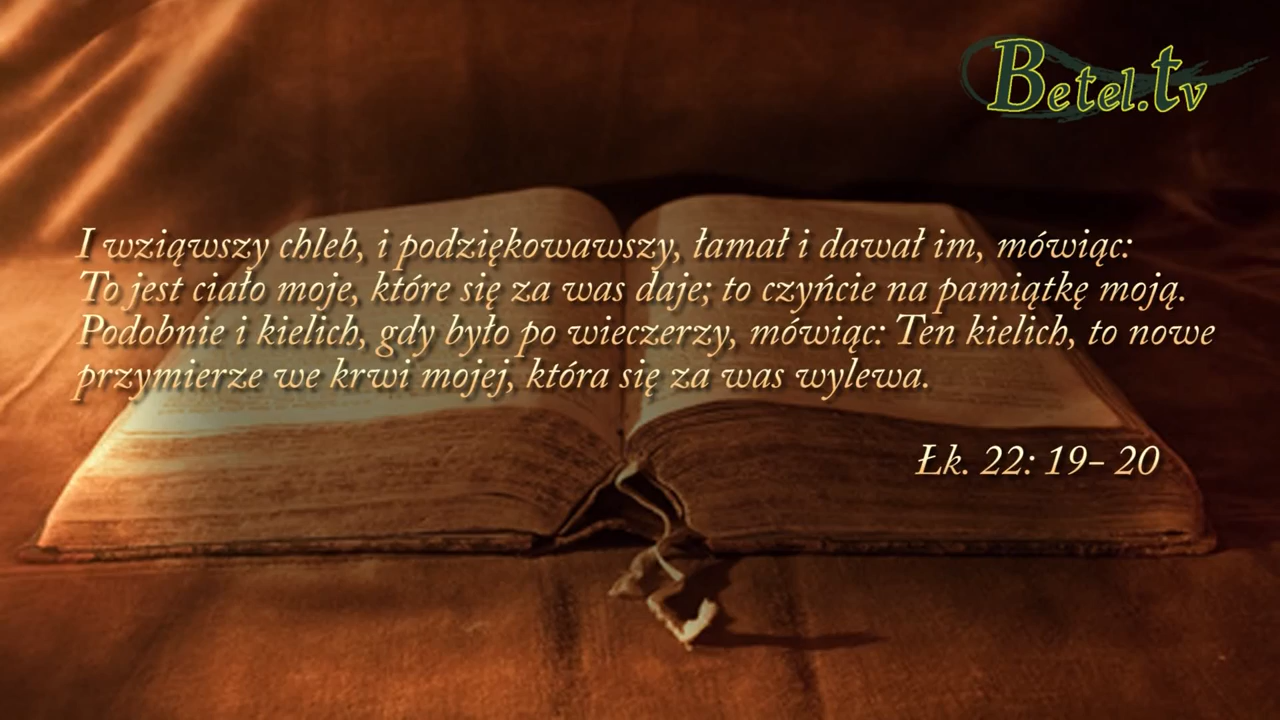 Betel.tv
I wziąwszy chleb, i podziękowawszy, łamał i dawał im, mówiąc:
To jest ciało moje, które się za was daje; to czyńcie na pamiątkę moją.
Podobnie i kielich, gdy było po wieczerzy, mówiąc: Ten kielich, to nowe
przymierze we krwi mojej, która się za was wylewa.
Łk. 22: 19- 20